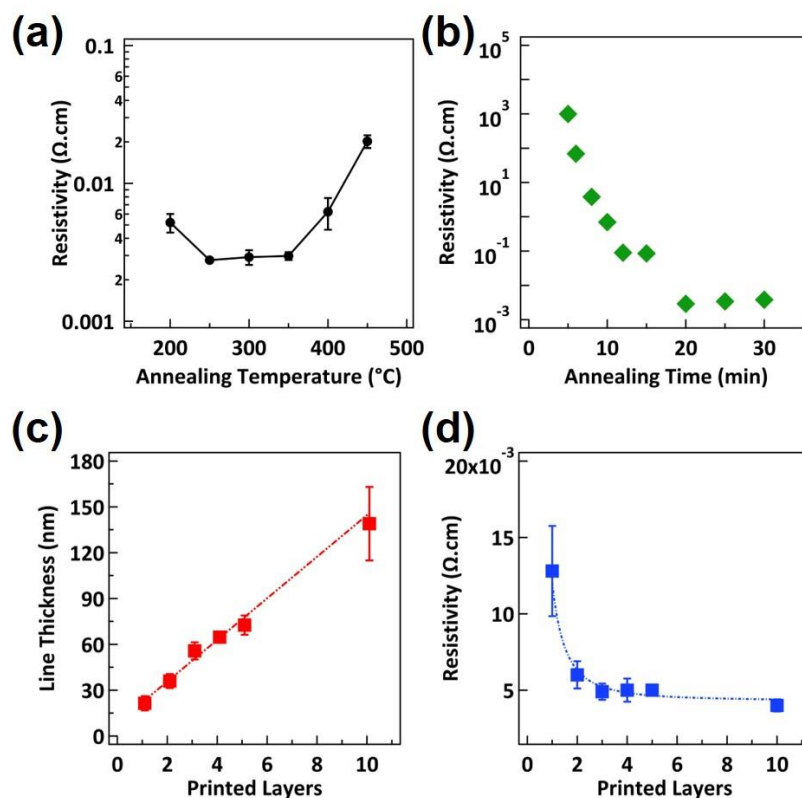 (a)
0.1
6
4
2
0.01
6
4
2
0.001
Resistivity (Ω.cm)
200 300 400 500
Annealing Temperature (°C)
(b)
10^5
10^3
10^1
10^-1
10^-3
Resistivity (Ω.cm)
0 10 20 30
Annealing Time (min)
(c)
180
150
120
90
60
30
0
Line Thickness (nm)
0 2 4 6 8 10
Printed Layers
(d)
20x10^-3
15
10
5
Resistivity (Ω.cm)
0 2 4 6 8 10
Printed Layers